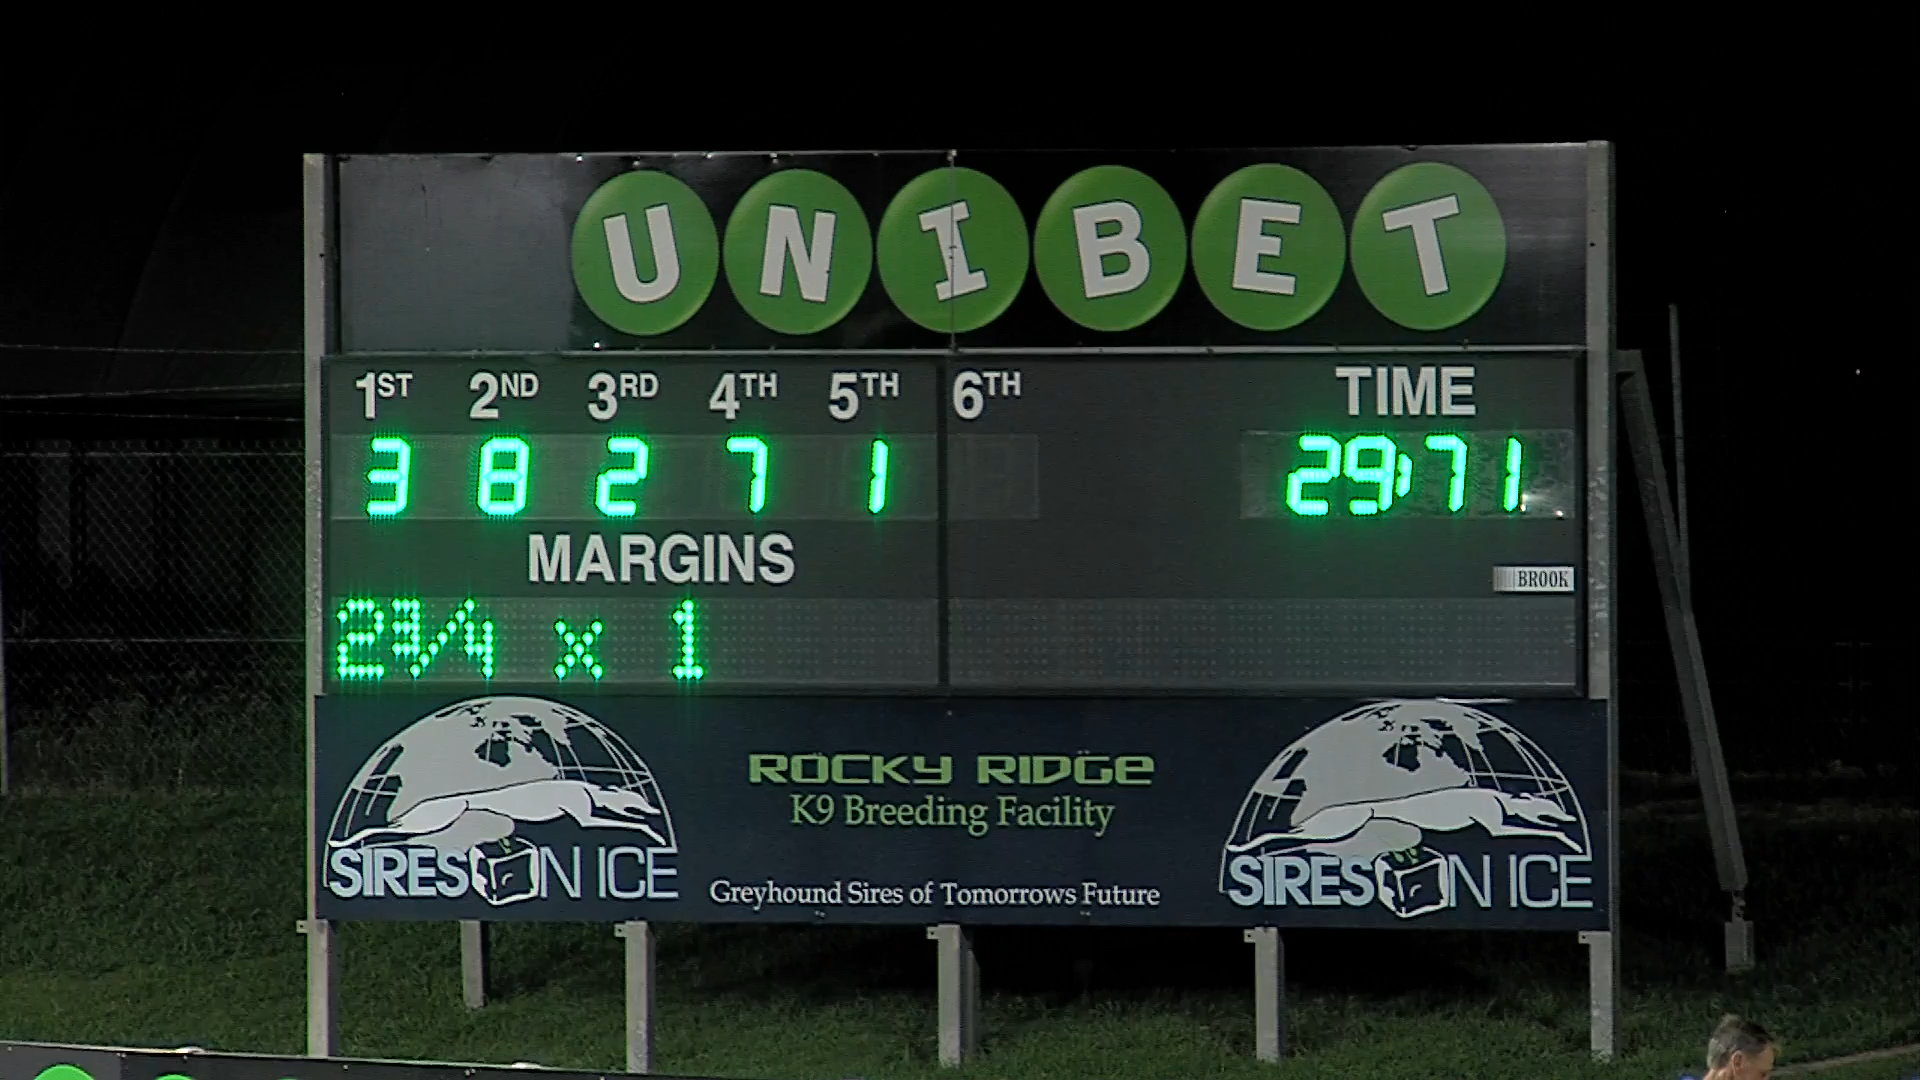 UNIBET
1ST 2ND 3RD 4TH 5TH 6TH TIME
3 8 2 7 1 29:71
MARGINS
BROOK
2¾ x 1
ROCKY RIDGE
K9 Breeding Facility
SIRES ON ICE
Greyhound Sires of Tomorrows Future
SIRES ON ICE